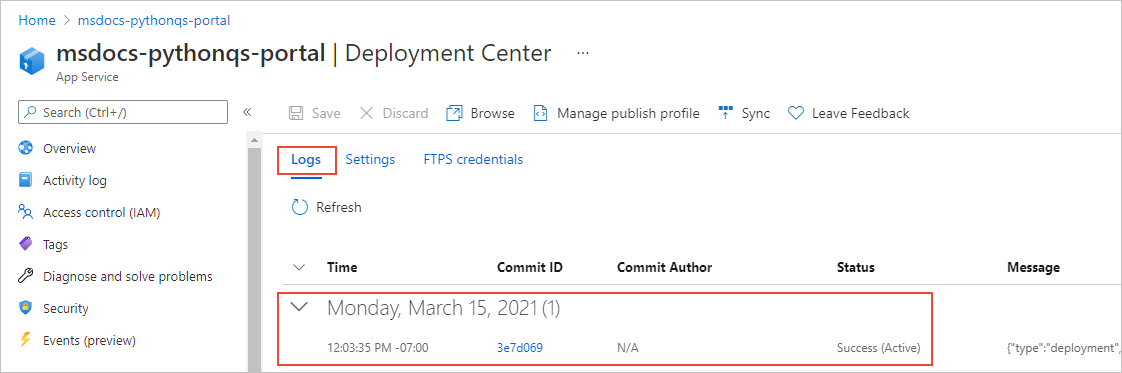 Home > msdocs-pythonqs-portal
msdocs-pythonqs-portal | Deployment Center ...
App Service
Search (Ctrl+/) «
Save Discard Browse Manage publish profile Sync Leave Feedback
Overview
Activity log
Access control (IAM)
Tags
Diagnose and solve problems
Security
Events (preview)
Logs Settings FTPS credentials
Refresh
Time Commit ID Commit Author Status Message
Monday, March 15, 2021 (1)
12:03:35 PM -07:00 3e7d069 N/A Success (Active) {"type":"deployment",